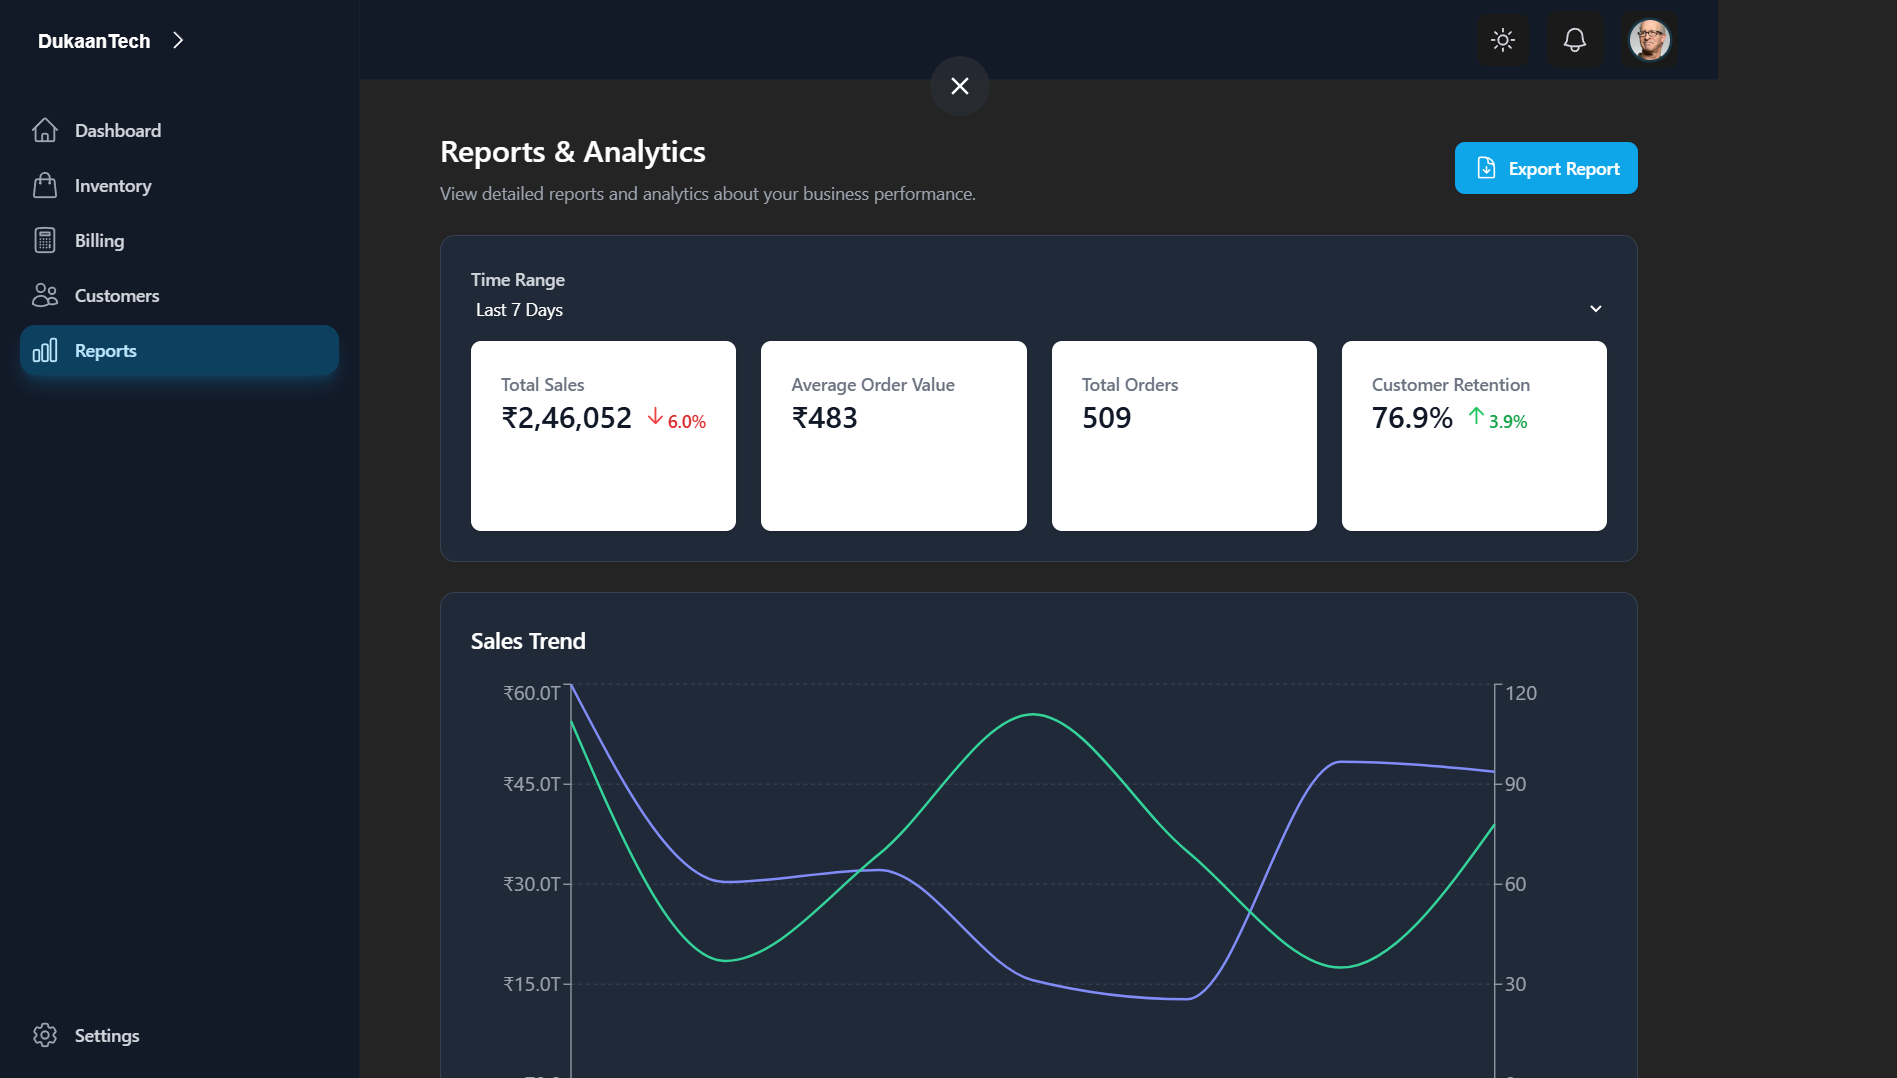 DukaanTech
Dashboard
Inventory
Billing
Customers
Reports
Settings
Reports & Analytics
View detailed reports and analytics about your business performance.
Export Report
Time Range
Last 7 Days
Total Sales
₹2,46,052 6.0%
Average Order Value
₹483
Total Orders
509
Customer Retention
76.9% 3.9%
Sales Trend
₹60.0T
₹45.0T
₹30.0T
₹15.0T
120
90
60
30